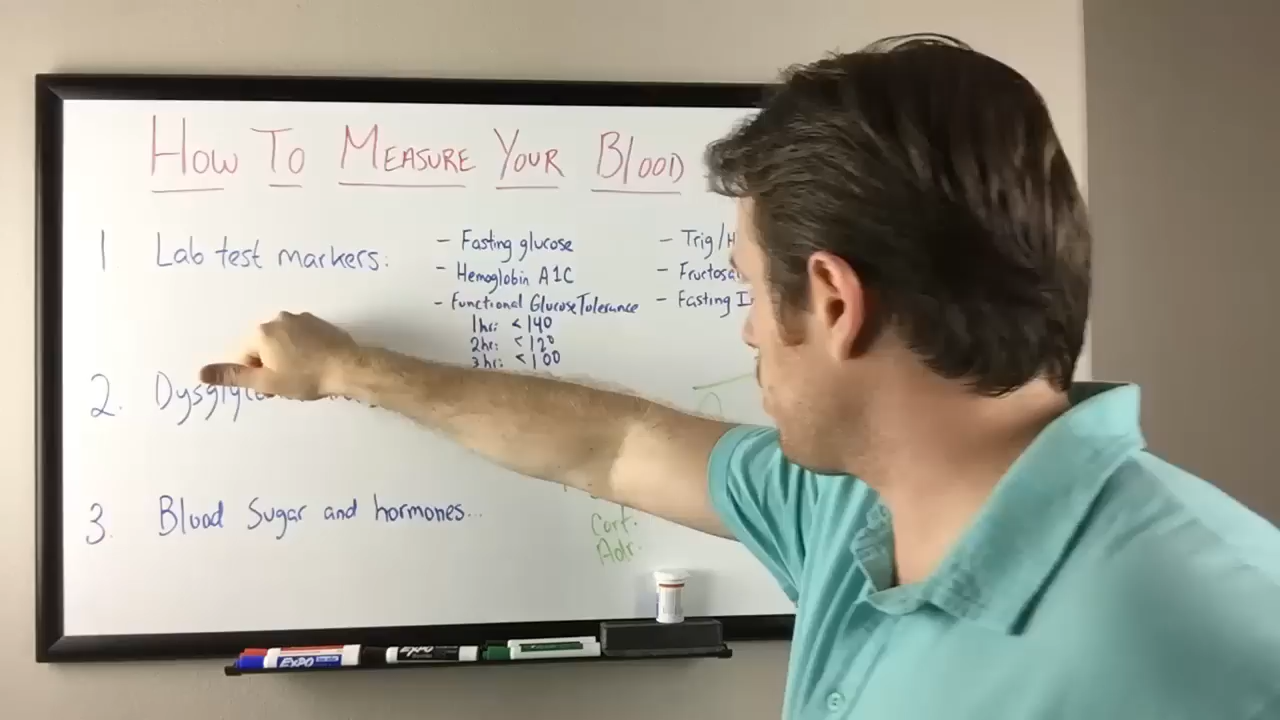 How To Measure Your Blood
1 Lab test markers:
– Fasting glucose
– Hemoglobin A1C
– Functional Glucose Tolerance
1hr: < 140
2hr: < 120
3hr: < 100
– Trig/H
–
– Fasting
2.
3. Blood Sugar and hormones...
Cort.
Adr.
EXPO
EXPO